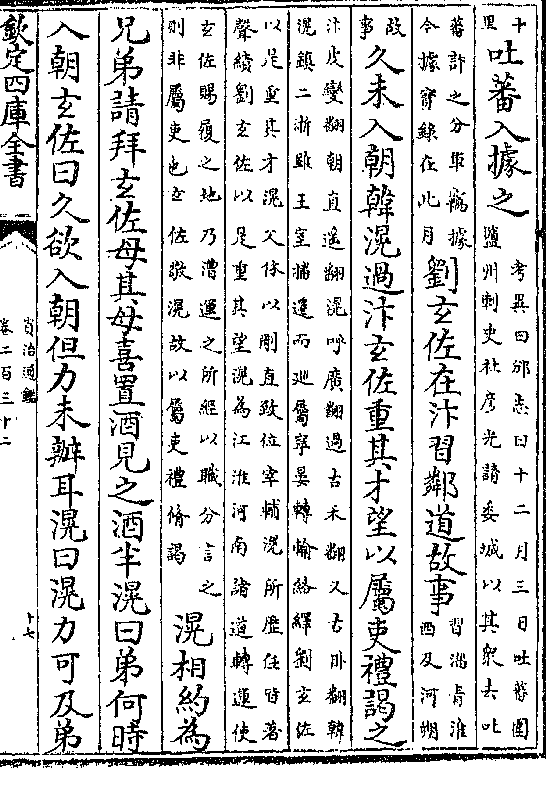 十
里
吐蕃入據之
考異曰邠志曰十二月三日吐蕃圍
鹽州刺史杜彦光請委城以其衆去吐
蕃許之分軍竊據
今據實錄在此月
劉玄佐在汴習鄰道故事
習淄青淮
西及河朔
故
事
久未入朝韓滉過汴玄佐重其才望以屬吏禮謁之
汴皮變翻朝直遙翻滉呼廣翻過古禾翻又古卧翻韓
滉鎮二浙雖王室播遷而廵屬寧晏轉輸絡繹劉玄佐
以是重其才滉父休以剛直致位宰輔滉所歴任皆著
聲績劉玄佐以是重其望滉為江淮河南諸道轉運使
玄佐賜履之地乃漕運之所經以職分言之
則非屬吏也玄佐敬滉故以屬吏禮脩謁
滉相約為
兄弟請拜玄佐母其母喜置酒見之酒半滉曰弟何時
入朝玄佐曰久欲入朝但力未辦耳滉曰滉力可及弟
欽定四庫全書
資治通鑑
卷二百三十二
十七